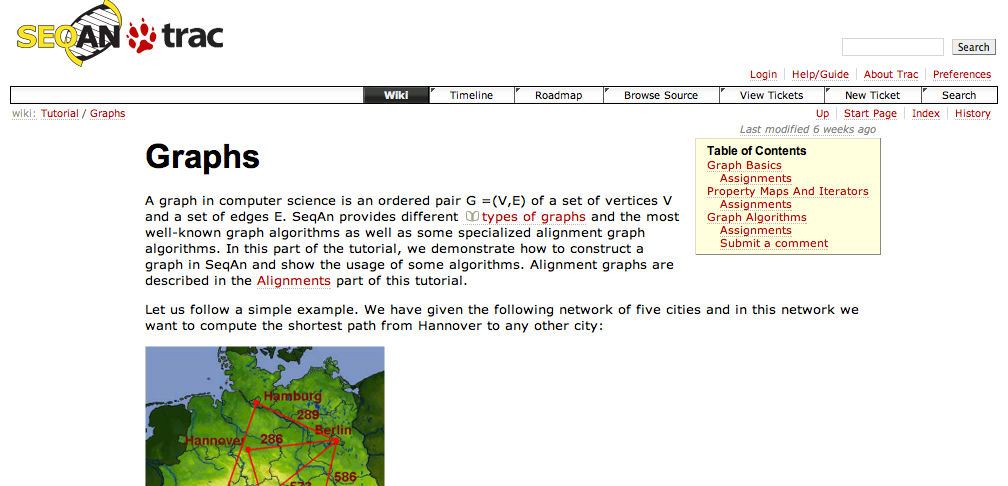 SEQAN trac
Search
Login Help/Guide About Trac Preferences
Wiki Timeline Roadmap Browse Source View Tickets New Ticket Search
wiki: Tutorial / Graphs
Up Start Page Index History
Last modified 6 weeks ago
Table of Contents
Graph Basics
Assignments
Property Maps And Iterators
Assignments
Graph Algorithms
Assignments
Submit a comment
Graphs
A graph in computer science is an ordered pair G =(V,E) of a set of vertices V
and a set of edges E. SeqAn provides different types of graphs and the most
well-known graph algorithms as well as some specialized alignment graph
algorithms. In this part of the tutorial, we demonstrate how to construct a
graph in SeqAn and show the usage of some algorithms. Alignment graphs are
described in the Alignments part of this tutorial.
Let us follow a simple example. We have given the following network of five cities and in this network we
want to compute the shortest path from Hannover to any other city:
Hamburg
289
Berlin
Hannover 286
586